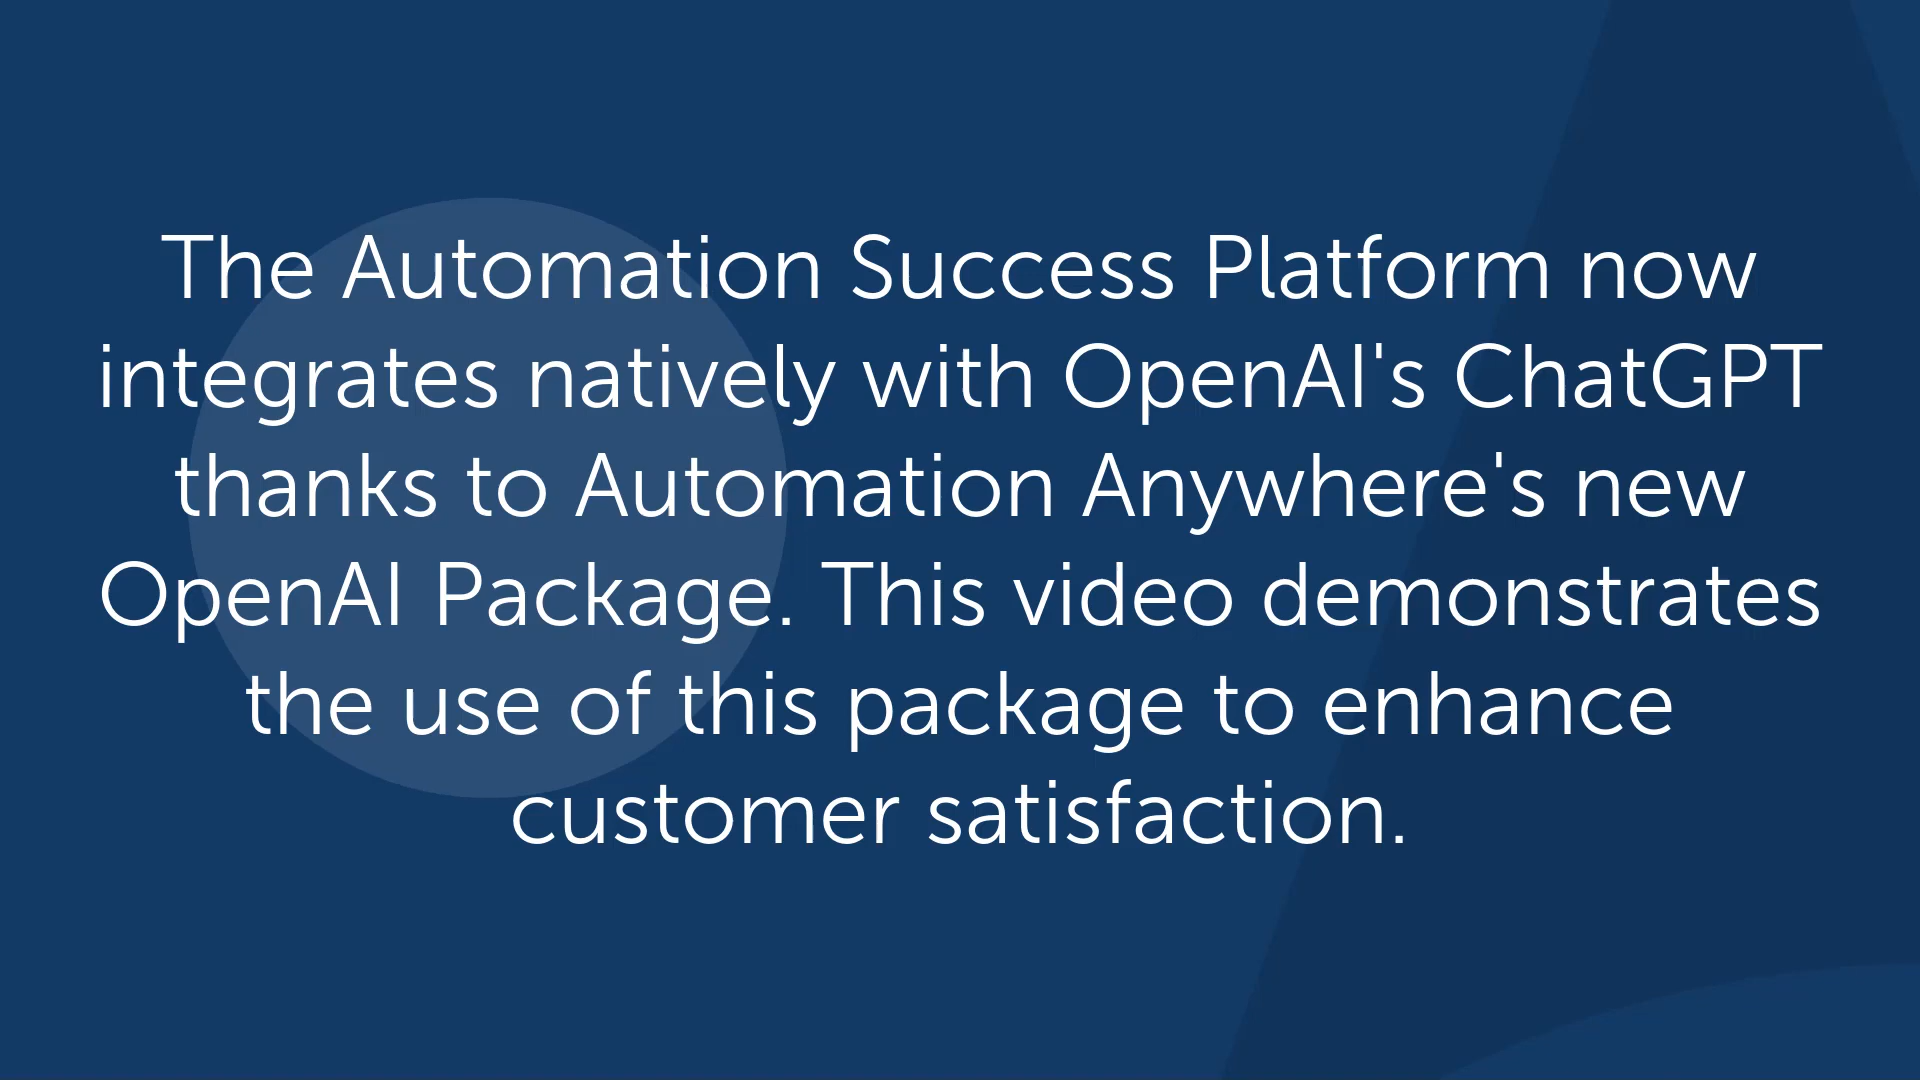 The Automation Success Platform now
integrates natively with OpenAI's ChatGPT
thanks to Automation Anywhere's new
OpenAI Package. This video demonstrates
the use of this package to enhance
customer satisfaction.